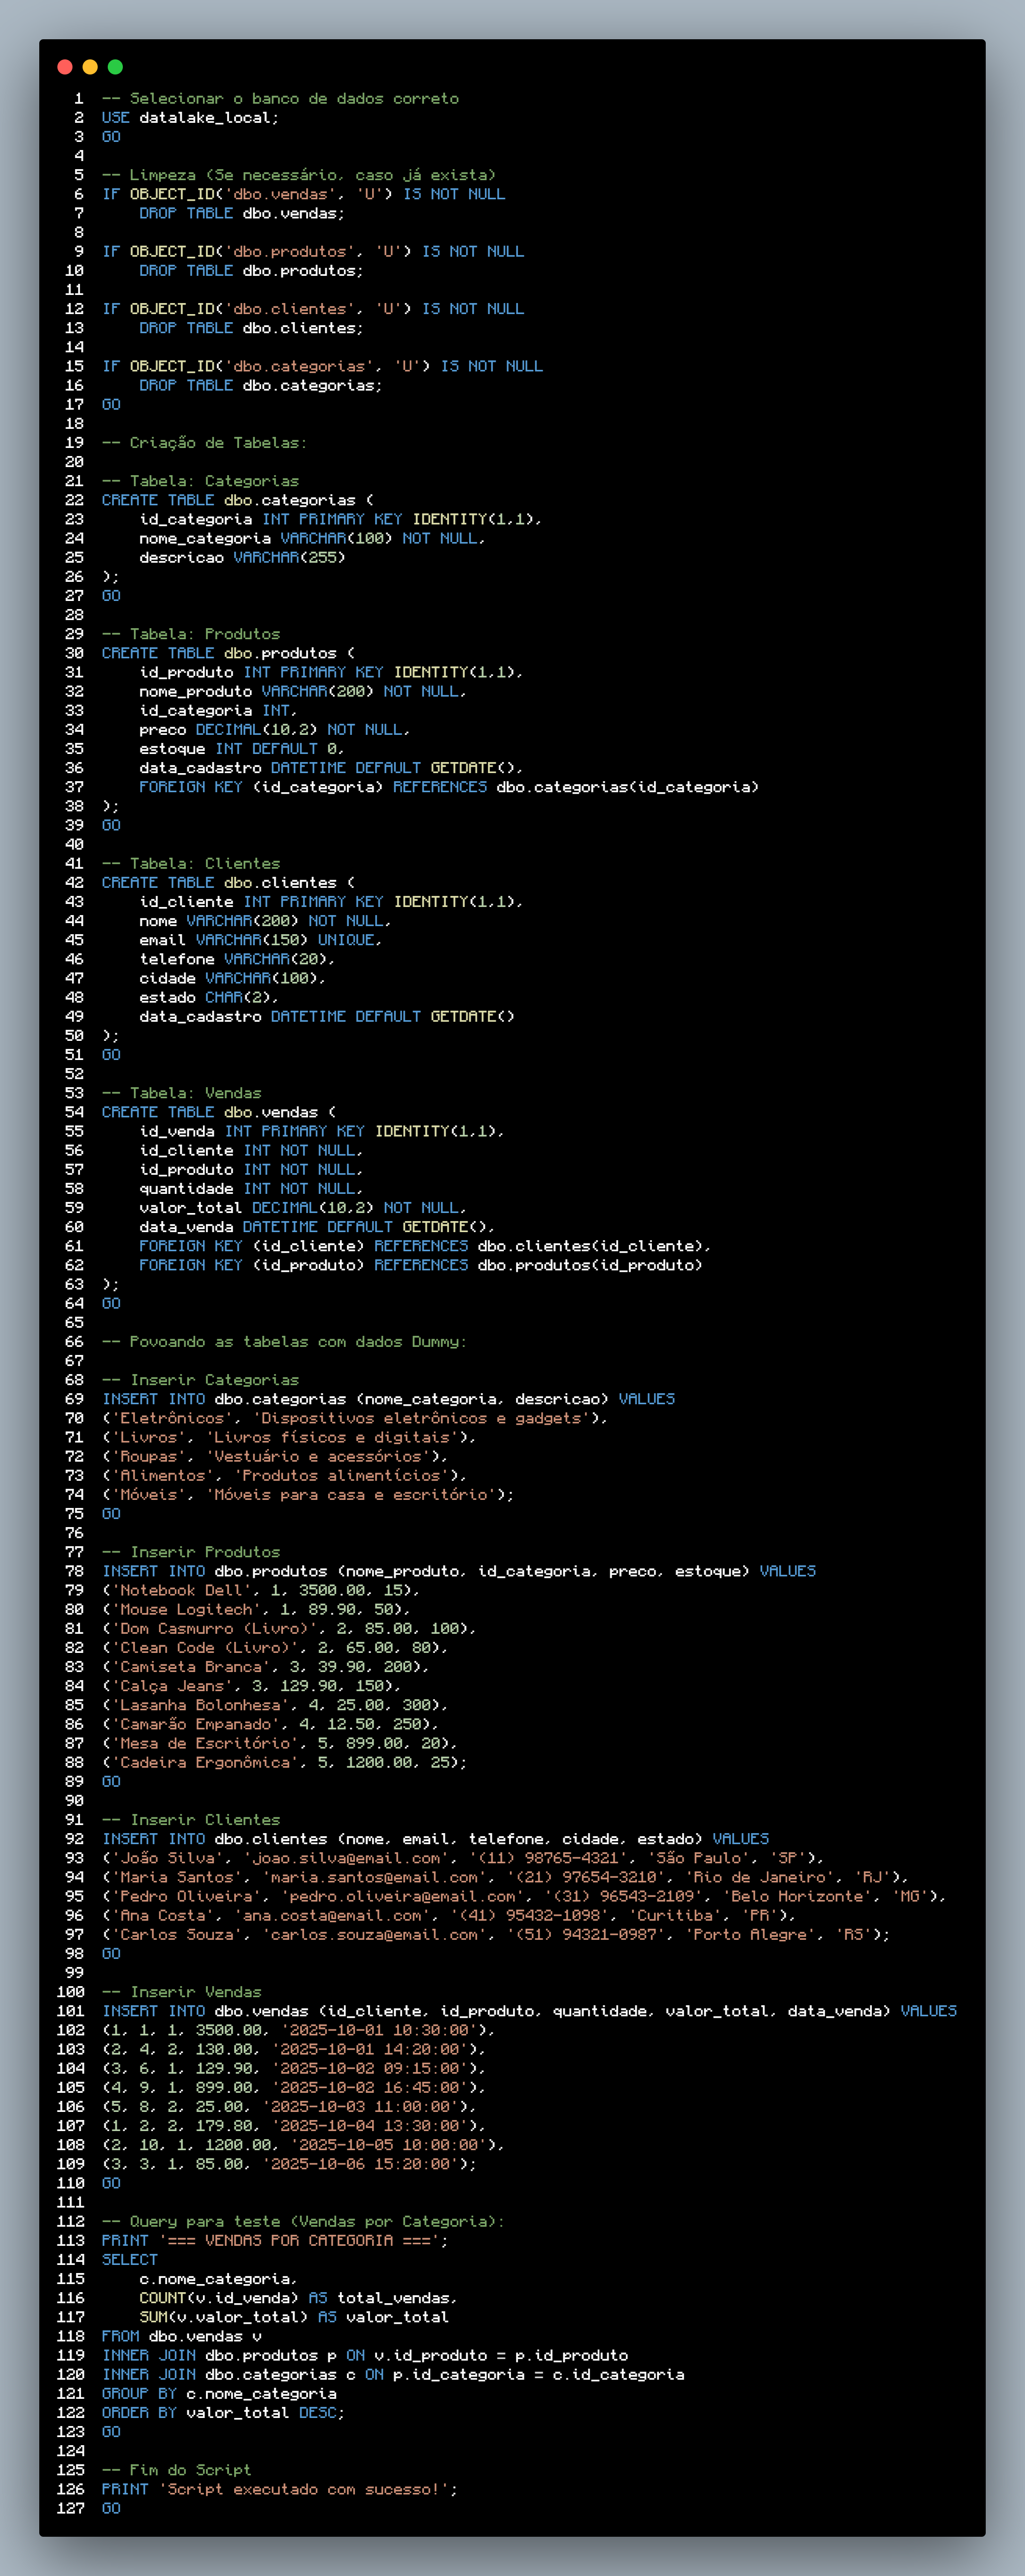 1 -- Selecionar o banco de dados correto
2 USE datalake_local;
3 GO
4
5 -- Limpeza (Se necessário, caso já exista)
6 IF OBJECT_ID('dbo.vendas', 'U') IS NOT NULL
7     DROP TABLE dbo.vendas;
8
9 IF OBJECT_ID('dbo.produtos', 'U') IS NOT NULL
10     DROP TABLE dbo.produtos;
11
12 IF OBJECT_ID('dbo.clientes', 'U') IS NOT NULL
13     DROP TABLE dbo.clientes;
14
15 IF OBJECT_ID('dbo.categorias', 'U') IS NOT NULL
16     DROP TABLE dbo.categorias;
17 GO
18
19 -- Criação de Tabelas:
20
21 -- Tabela: Categorias
22 CREATE TABLE dbo.categorias (
23     id_categoria INT PRIMARY KEY IDENTITY(1,1),
24     nome_categoria VARCHAR(100) NOT NULL,
25     descricao VARCHAR(255)
26 );
27 GO
28
29 -- Tabela: Produtos
30 CREATE TABLE dbo.produtos (
31     id_produto INT PRIMARY KEY IDENTITY(1,1),
32     nome_produto VARCHAR(200) NOT NULL,
33     id_categoria INT,
34     preco DECIMAL(10,2) NOT NULL,
35     estoque INT DEFAULT 0,
36     data_cadastro DATETIME DEFAULT GETDATE(),
37     FOREIGN KEY (id_categoria) REFERENCES dbo.categorias(id_categoria)
38 );
39 GO
40
41 -- Tabela: Clientes
42 CREATE TABLE dbo.clientes (
43     id_cliente INT PRIMARY KEY IDENTITY(1,1),
44     nome VARCHAR(200) NOT NULL,
45     email VARCHAR(150) UNIQUE,
46     telefone VARCHAR(20),
47     cidade VARCHAR(100),
48     estado CHAR(2),
49     data_cadastro DATETIME DEFAULT GETDATE()
50 );
51 GO
52
53 -- Tabela: Vendas
54 CREATE TABLE dbo.vendas (
55     id_venda INT PRIMARY KEY IDENTITY(1,1),
56     id_cliente INT NOT NULL,
57     id_produto INT NOT NULL,
58     quantidade INT NOT NULL,
59     valor_total DECIMAL(10,2) NOT NULL,
60     data_venda DATETIME DEFAULT GETDATE(),
61     FOREIGN KEY (id_cliente) REFERENCES dbo.clientes(id_cliente),
62     FOREIGN KEY (id_produto) REFERENCES dbo.produtos(id_produto)
63 );
64 GO
65
66 -- Povoando as tabelas com dados Dummy:
67
68 -- Inserir Categorias
69 INSERT INTO dbo.categorias (nome_categoria, descricao) VALUES
70 ('Eletrônicos', 'Dispositivos eletrônicos e gadgets'),
71 ('Livros', 'Livros físicos e digitais'),
72 ('Roupas', 'Vestuário e acessórios'),
73 ('Alimentos', 'Produtos alimentícios'),
74 ('Móveis', 'Móveis para casa e escritório');
75 GO
76
77 -- Inserir Produtos
78 INSERT INTO dbo.produtos (nome_produto, id_categoria, preco, estoque) VALUES
79 ('Notebook Dell', 1, 3500.00, 15),
80 ('Mouse Logitech', 1, 89.90, 50),
81 ('Dom Casmurro (Livro)', 2, 85.00, 100),
82 ('Clean Code (Livro)', 2, 65.00, 80),
83 ('Camiseta Branca', 3, 39.90, 200),
84 ('Calça Jeans', 3, 129.90, 150),
85 ('Lasanha Bolonhesa', 4, 25.00, 300),
86 ('Camarão Empanado', 4, 12.50, 250),
87 ('Mesa de Escritório', 5, 899.00, 20),
88 ('Cadeira Ergonômica', 5, 1200.00, 25);
89 GO
90
91 -- Inserir Clientes
92 INSERT INTO dbo.clientes (nome, email, telefone, cidade, estado) VALUES
93 ('João Silva', 'joao.silva@email.com', '(11) 98765-4321', 'São Paulo', 'SP'),
94 ('Maria Santos', 'maria.santos@email.com', '(21) 97654-3210', 'Rio de Janeiro', 'RJ'),
95 ('Pedro Oliveira', 'pedro.oliveira@email.com', '(31) 96543-2109', 'Belo Horizonte', 'MG'),
96 ('Ana Costa', 'ana.costa@email.com', '(41) 95432-1098', 'Curitiba', 'PR'),
97 ('Carlos Souza', 'carlos.souza@email.com', '(51) 94321-0987', 'Porto Alegre', 'RS');
98 GO
99
100 -- Inserir Vendas
101 INSERT INTO dbo.vendas (id_cliente, id_produto, quantidade, valor_total, data_venda) VALUES
102 (1, 1, 1, 3500.00, '2025-10-01 10:30:00'),
103 (2, 4, 2, 130.00, '2025-10-01 14:20:00'),
104 (3, 6, 1, 129.90, '2025-10-02 09:15:00'),
105 (4, 9, 1, 899.00, '2025-10-02 16:45:00'),
106 (5, 8, 2, 25.00, '2025-10-03 11:00:00'),
107 (1, 2, 2, 179.80, '2025-10-04 13:30:00'),
108 (2, 10, 1, 1200.00, '2025-10-05 10:00:00'),
109 (3, 3, 1, 85.00, '2025-10-06 15:20:00');
110 GO
111
112 -- Query para teste (Vendas por Categoria):
113 PRINT '=== VENDAS POR CATEGORIA ===';
114 SELECT
115     c.nome_categoria,
116     COUNT(v.id_venda) AS total_vendas,
117     SUM(v.valor_total) AS valor_total
118 FROM dbo.vendas v
119 INNER JOIN dbo.produtos p ON v.id_produto = p.id_produto
120 INNER JOIN dbo.categorias c ON p.id_categoria = c.id_categoria
121 GROUP BY c.nome_categoria
122 ORDER BY valor_total DESC;
123 GO
124
125 -- Fim do Script
126 PRINT 'Script executado com sucesso!';
127 GO